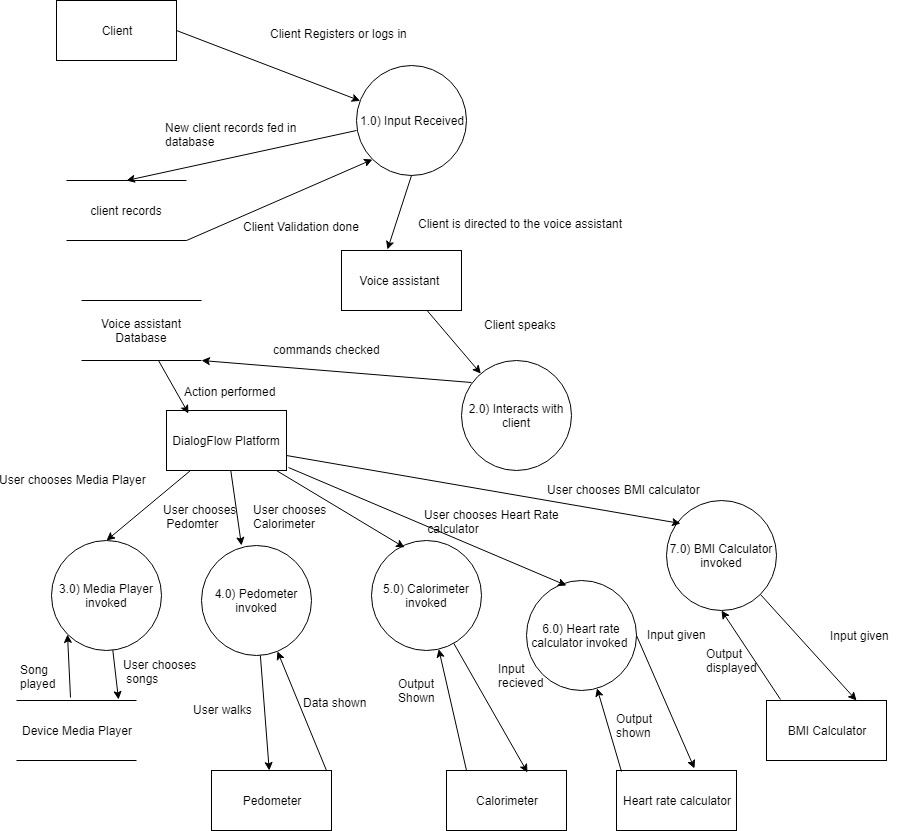 Client
Client Registers or logs in
1.0) Input Received
New client records fed in
database
client records
Client Validation done
Client is directed to the voice assistant
Voice assistant
Client speaks
Voice assistant
Database
commands checked
2.0) Interacts with
client
Action performed
DialogFlow Platform
User chooses Media Player
User chooses
Pedomter
User chooses
Calorimeter
User chooses Heart Rate
calculator
User chooses BMI calculator
3.0) Media Player
invoked
4.0) Pedometer
invoked
5.0) Calorimeter
invoked
6.0) Heart rate
calculator invoked
7.0) BMI Calculator
invoked
Song
played
User chooses
songs
User walks
Data shown
Output
Shown
Input
recieved
Output
shown
Input given
Output
displayed
Input given
Device Media Player
Pedometer
Calorimeter
Heart rate calculator
BMI Calculator